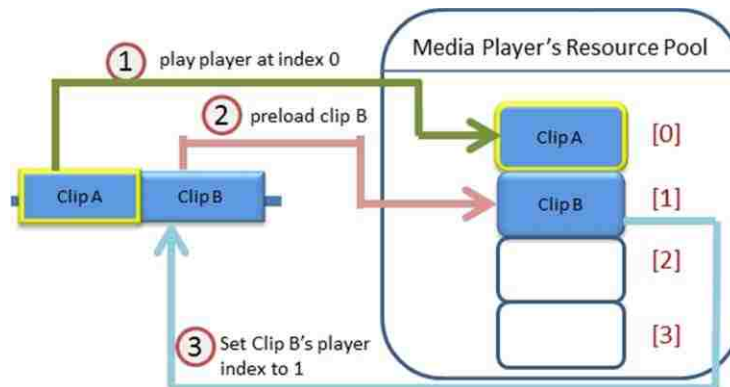 Media Player's Resource Pool
1 play player at index 0
2 preload clip B
Clip A [0]
Clip A Clip B
Clip B [1]
[2]
[3]
3 Set Clip B's player
index to 1